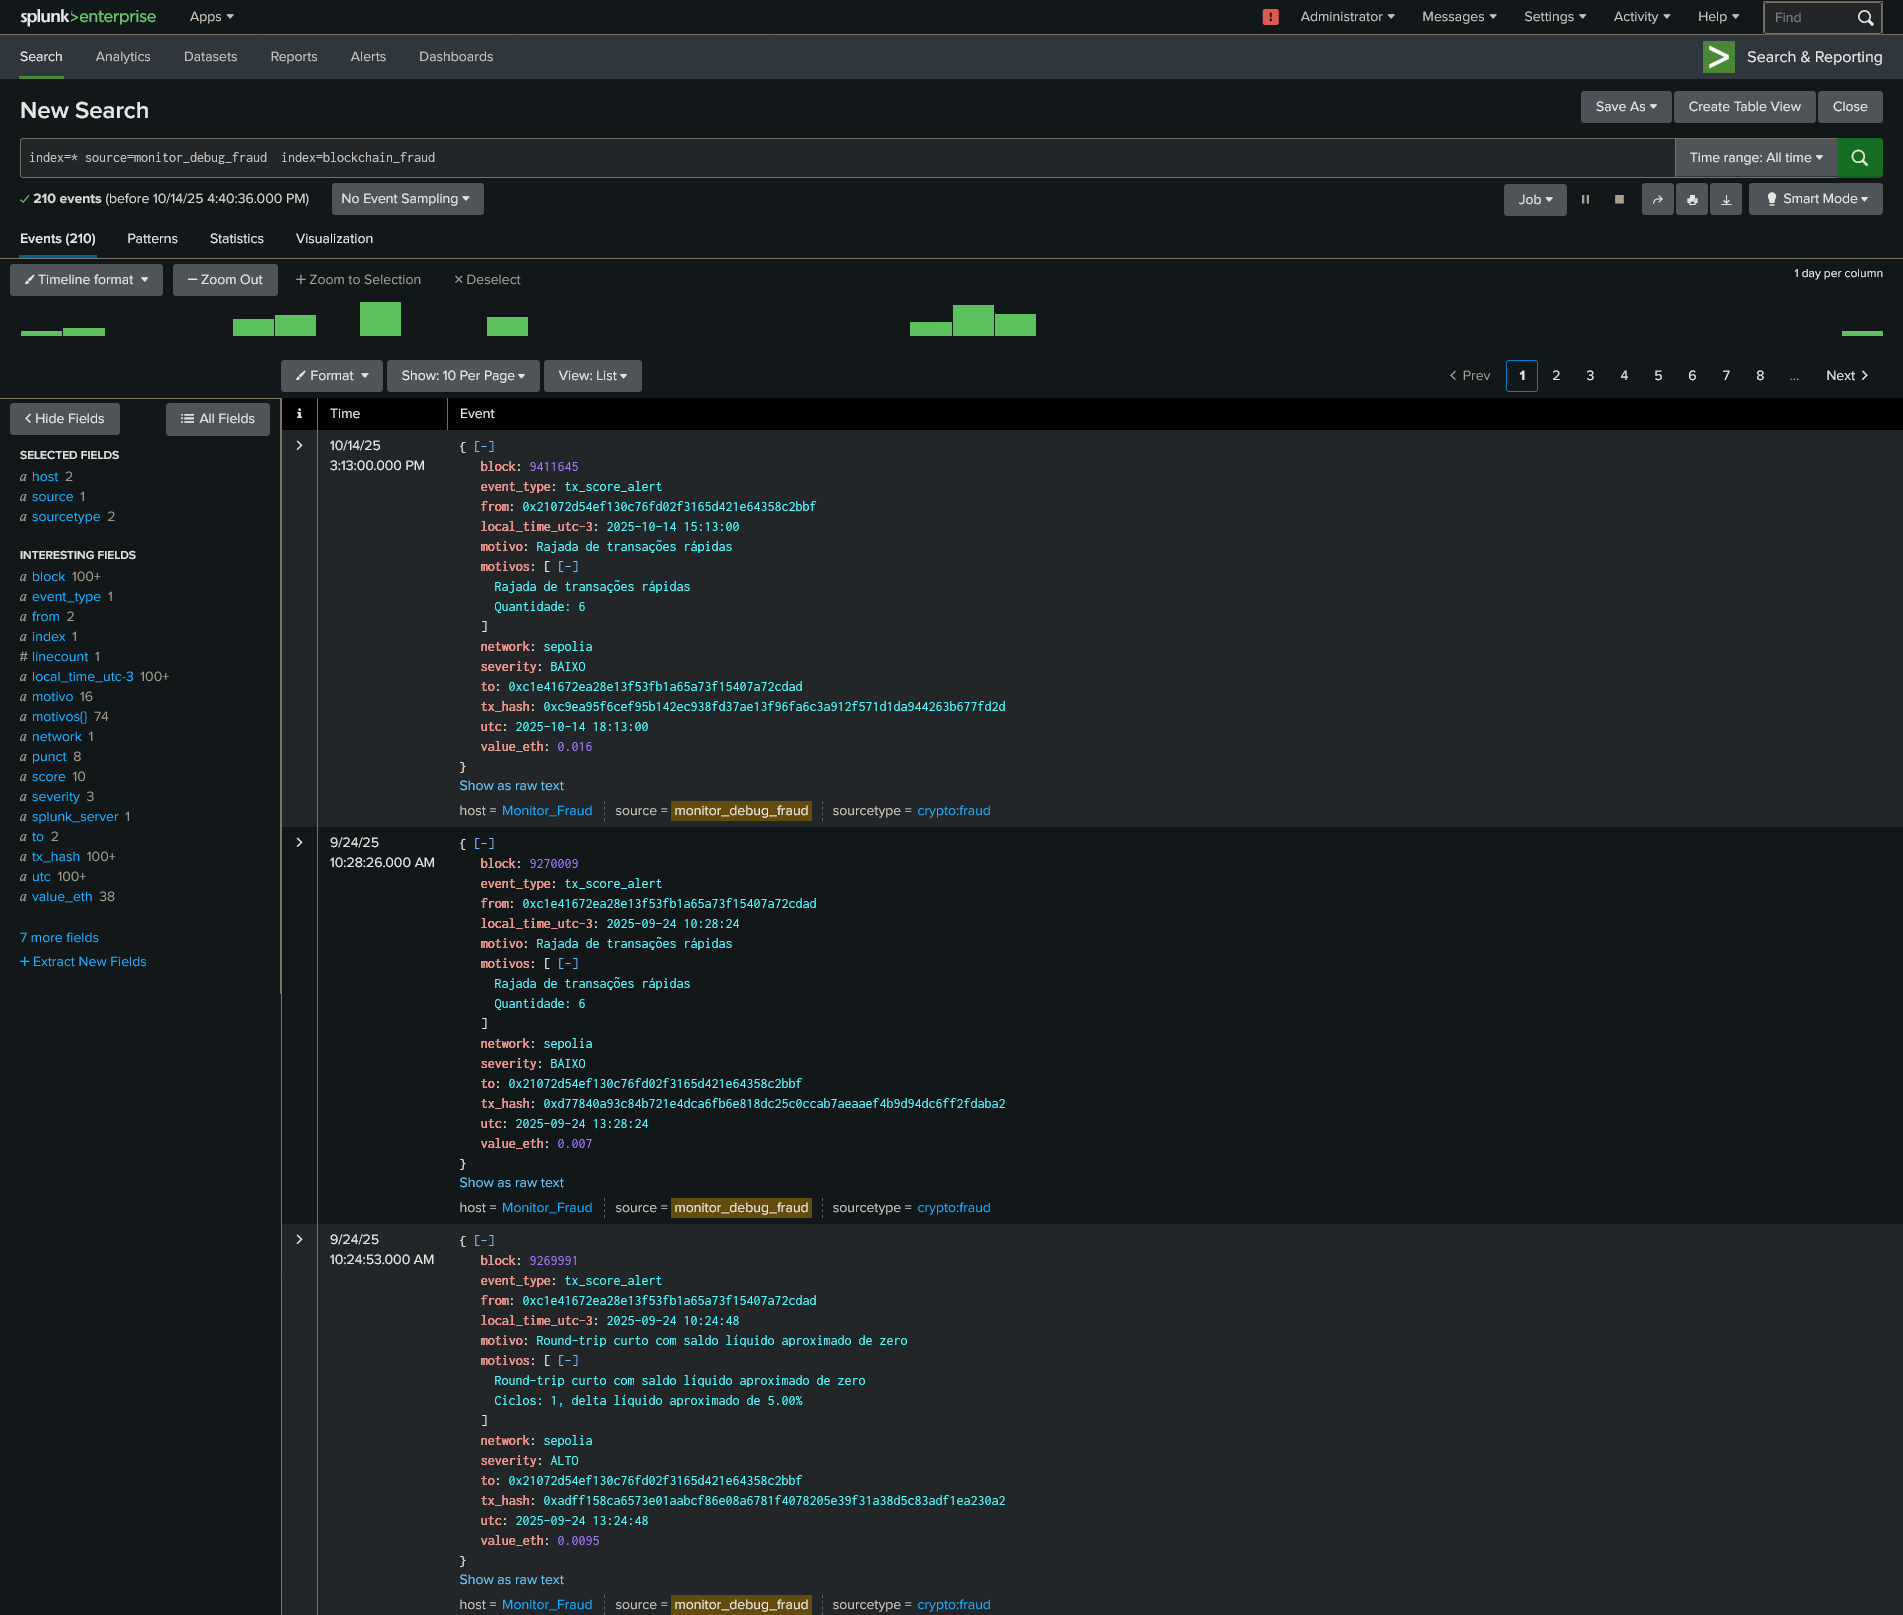 splunk>enterprise Apps Administrator Messages Settings Activity Help Find
Search Analytics Datasets Reports Alerts Dashboards Search & Reporting
New Search Save As Create Table View Close
index=* source=monitor_debug_fraud index=blockchain_fraud Time range: All time
210 events (before 10/14/25 4:40:36.000 PM) No Event Sampling Job Smart Mode
Events (210) Patterns Statistics Visualization
Timeline format — Zoom Out + Zoom to Selection × Deselect 1 day per column
Format Show: 10 Per Page View: List < Prev 1 2 3 4 5 6 7 8 ... Next >
< Hide Fields All Fields
SELECTED FIELDS
a host 2
a source 1
a sourcetype 2
INTERESTING FIELDS
a block 100+
a event_type 1
a from 2
a index 1
# linecount 1
a local_time_utc-3 100+
a motivo 16
a motivos{} 74
a network 1
a punct 8
a score 10
a severity 3
a splunk_server 1
a to 2
a tx_hash 100+
a utc 100+
a value_eth 38
7 more fields
+ Extract New Fields
i Time Event
> 10/14/25 { [-]
3:13:00.000 PM block: 9411645
event_type: tx_score_alert
from: 0x21072d54ef130c76fd02f3165d421e64358c2bbf
local_time_utc-3: 2025-10-14 15:13:00
motivo: Rajada de transações rápidas
motivos: [ [-]
Rajada de transações rápidas
Quantidade: 6
]
network: sepolia
severity: BAIXO
to: 0xc1e41672ea28e13f53fb1a65a73f15407a72cdad
tx_hash: 0xc9ea95f6cef95b142ec938fd37ae13f96fa6c3a912f571d1da944263b677fd2d
utc: 2025-10-14 18:13:00
value_eth: 0.016
}
Show as raw text
host = Monitor_Fraud source = monitor_debug_fraud sourcetype = crypto:fraud
> 9/24/25 { [-]
10:28:26.000 AM block: 9270009
event_type: tx_score_alert
from: 0xc1e41672ea28e13f53fb1a65a73f15407a72cdad
local_time_utc-3: 2025-09-24 10:28:24
motivo: Rajada de transações rápidas
motivos: [ [-]
Rajada de transações rápidas
Quantidade: 6
]
network: sepolia
severity: BAIXO
to: 0x21072d54ef130c76fd02f3165d421e64358c2bbf
tx_hash: 0xd77840a93c84b721e4dca6fb6e818dc25c0ccab7aeaaef4b9d94dc6ff2fdaba2
utc: 2025-09-24 13:28:24
value_eth: 0.007
}
Show as raw text
host = Monitor_Fraud source = monitor_debug_fraud sourcetype = crypto:fraud
> 9/24/25 { [-]
10:24:53.000 AM block: 9269991
event_type: tx_score_alert
from: 0xc1e41672ea28e13f53fb1a65a73f15407a72cdad
local_time_utc-3: 2025-09-24 10:24:48
motivo: Round-trip curto com saldo líquido aproximado de zero
motivos: [ [-]
Round-trip curto com saldo líquido aproximado de zero
Ciclos: 1, delta líquido aproximado de 5.00%
]
network: sepolia
severity: ALTO
to: 0x21072d54ef130c76fd02f3165d421e64358c2bbf
tx_hash: 0xadff158ca6573e01aabcf86e08a6781f4078205e39f31a38d5c83adf1ea230a2
utc: 2025-09-24 13:24:48
value_eth: 0.0095
}
Show as raw text
host = Monitor_Fraud source = monitor_debug_fraud sourcetype = crypto:fraud